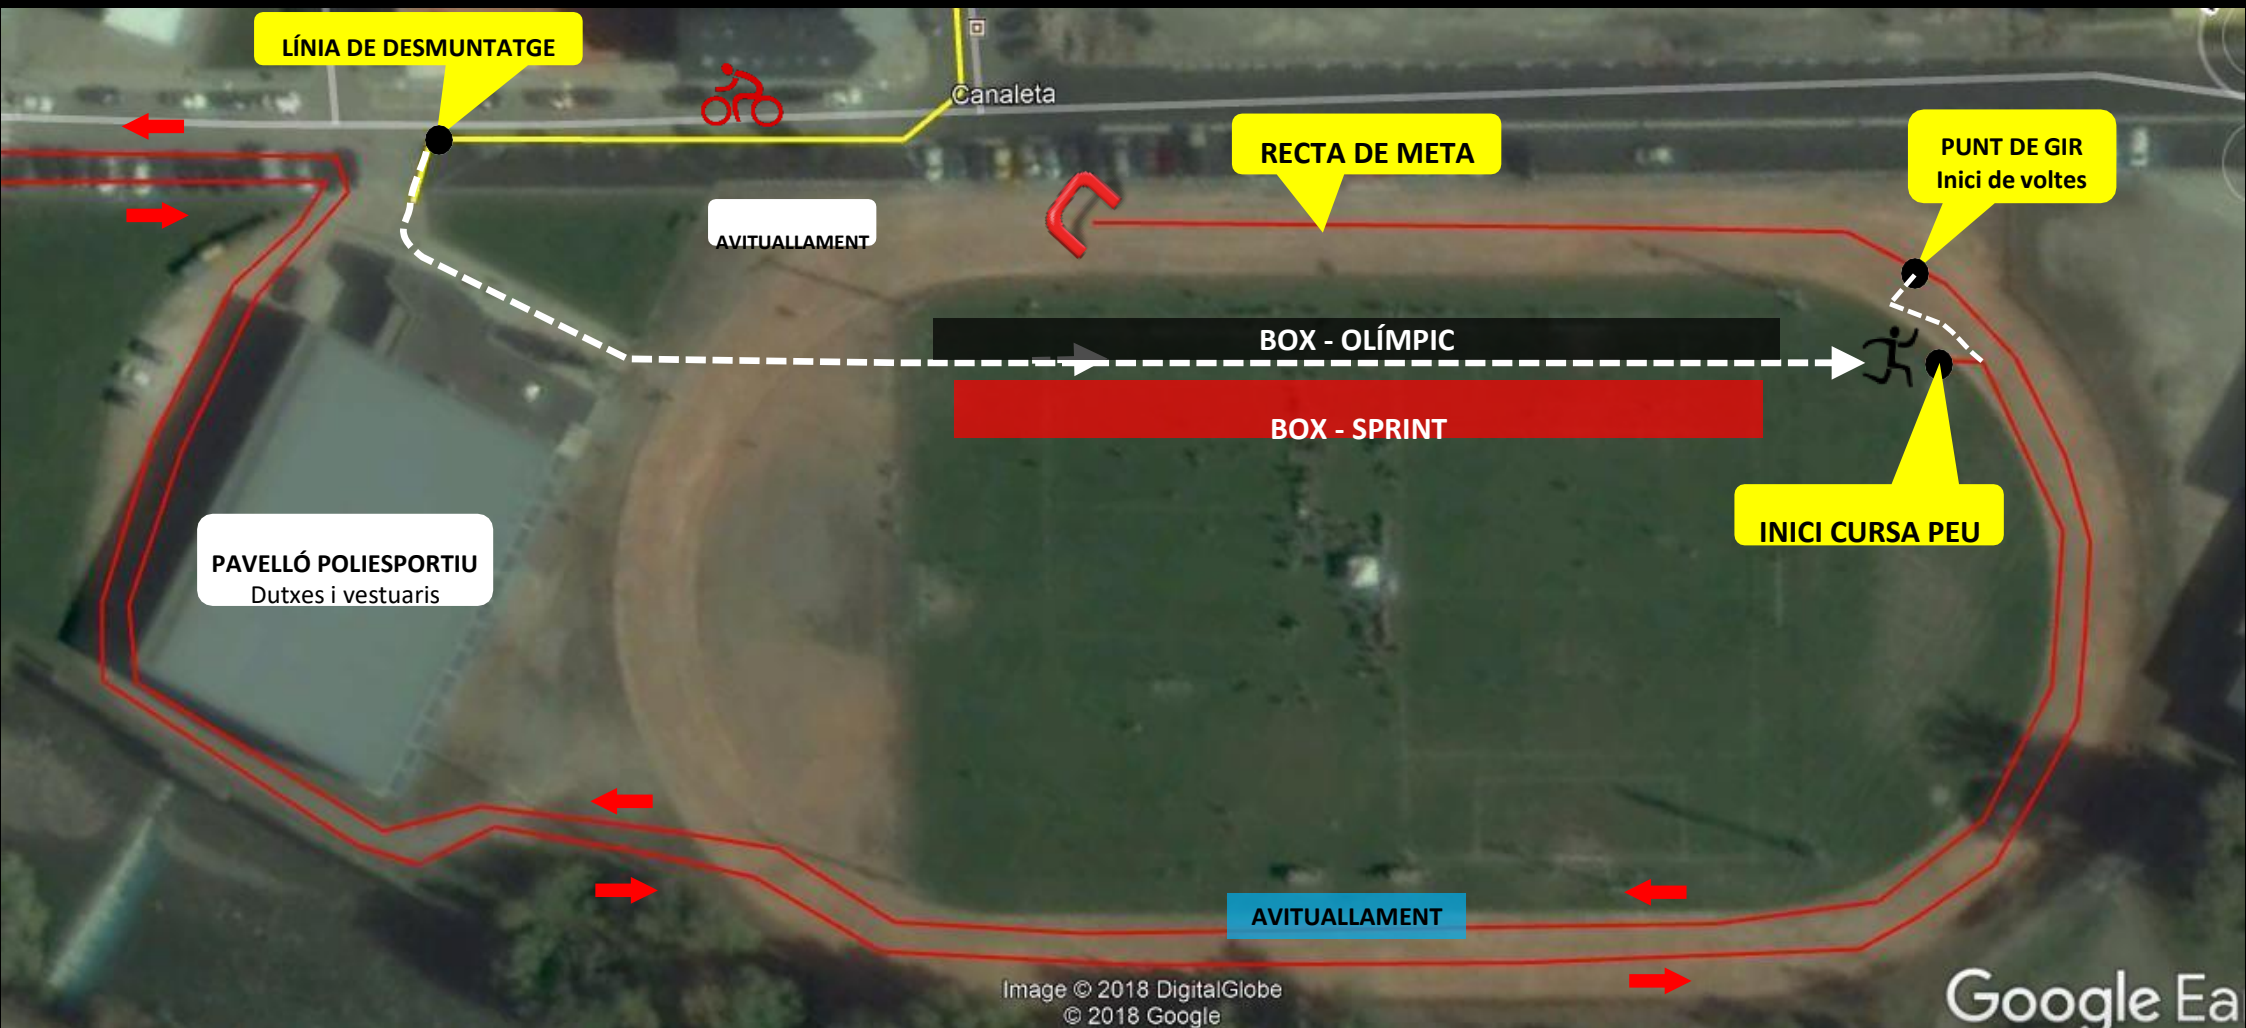 LÍNIA DE DESMUNTATGE
Canaleta
RECTA DE META
PUNT DE GIR
Inici de voltes
AVITUALLAMENT
BOX - OLÍMPIC
BOX - SPRINT
INICI CURSA PEU
PAVELLÓ POLIESPORTIU
Dutxes i vestuaris
AVITUALLAMENT
Image © 2018 DigitalGlobe
© 2018 Google
Google Ea